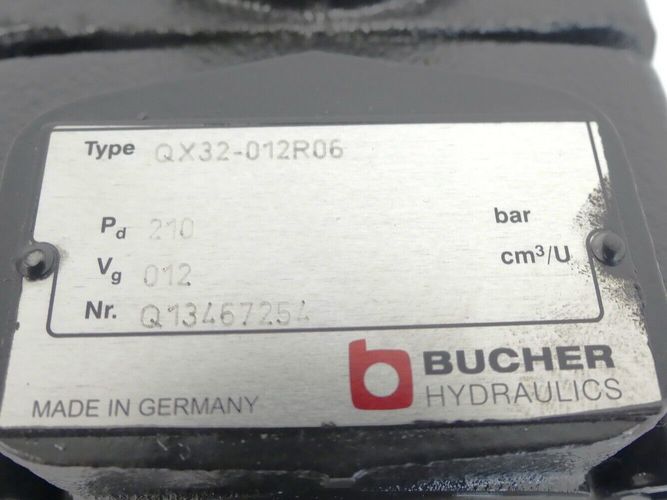 Type QX32-012R06
Pd 210 bar
Vg 012 cm³/U
Nr. Q13467254
BUCHER
HYDRAULICS
MADE IN GERMANY